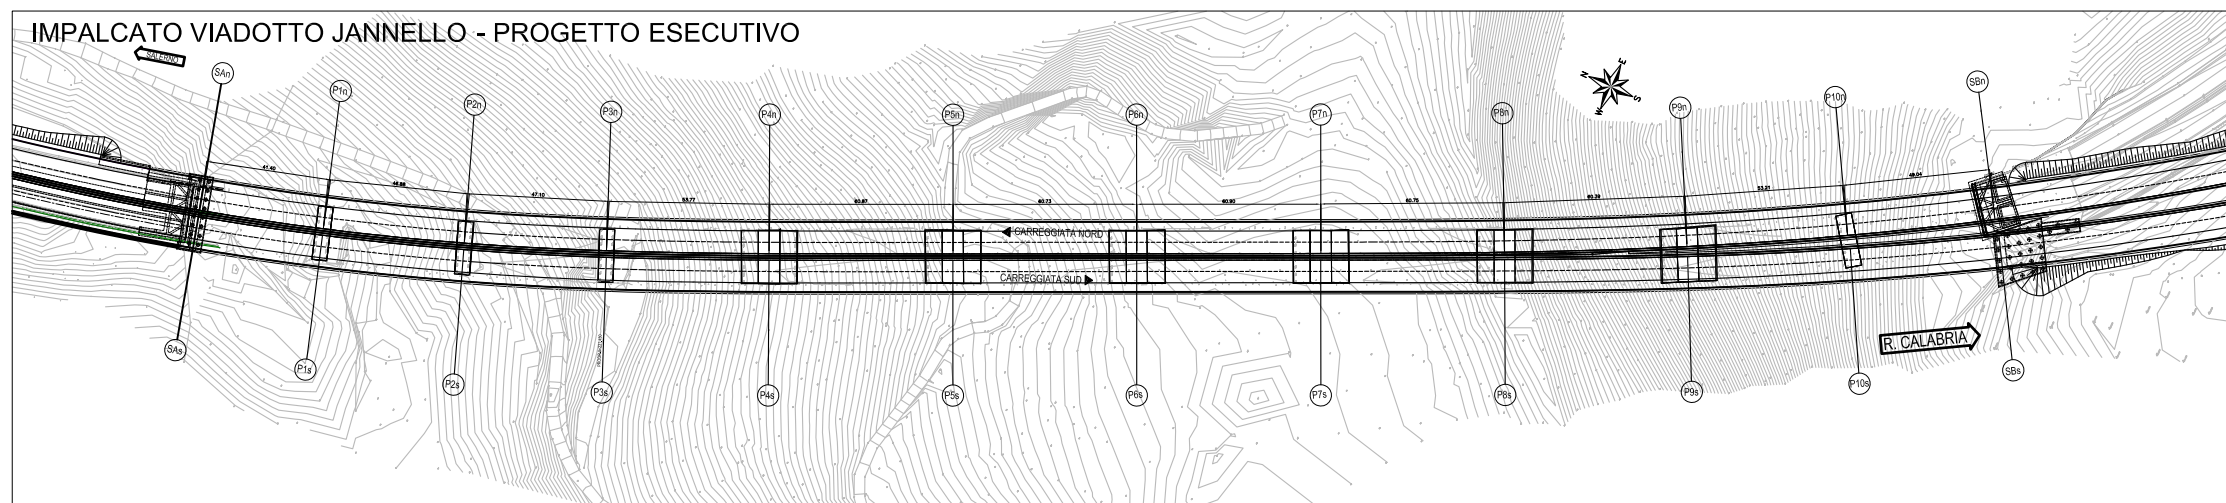 IMPALCATO VIADOTTO JANNELLO - PROGETTO ESECUTIVO
SALERNO
SAn
P1n
P2n
P3n
P4n
P5n
P6n
P7n
P8n
P9n
P10n
SBn
N
E
S
W
41.40
47.10
53.77
60.87
60.73
60.90
60.75
60.39
53.21
49.04
CARREGGIATA NORD
CARREGGIATA SUD
R. CALABRIA
SAs
P1s
P2s
P3s
P4s
P5s
P6s
P7s
P8s
P9s
P10s
SBs